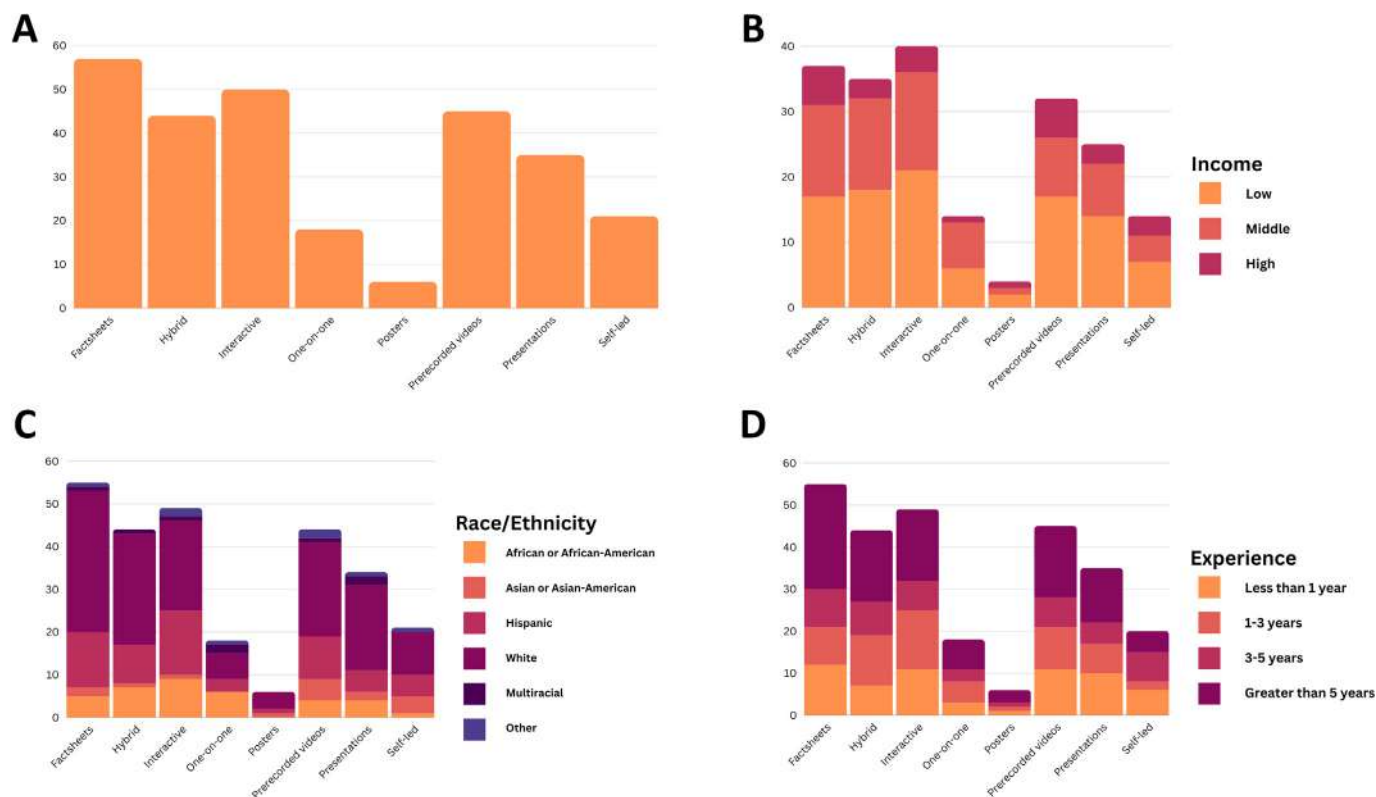 A
60
50
40
30
20
10
0
Factsheets
Hybrid
Interactive
One-on-one
Posters
Prerecorded videos
Presentations
Self-led
B
40
30
20
10
0
Factsheets
Hybrid
Interactive
One-on-one
Posters
Prerecorded videos
Presentations
Self-led
Income
Low
Middle
High
C
60
50
40
30
20
10
0
Factsheets
Hybrid
Interactive
One-on-one
Posters
Prerecorded videos
Presentations
Self-led
Race/Ethnicity
African or African-American
Asian or Asian-American
Hispanic
White
Multiracial
Other
D
60
50
40
30
20
10
0
Factsheets
Hybrid
Interactive
One-on-one
Posters
Prerecorded videos
Presentations
Self-led
Experience
Less than 1 year
1-3 years
3-5 years
Greater than 5 years